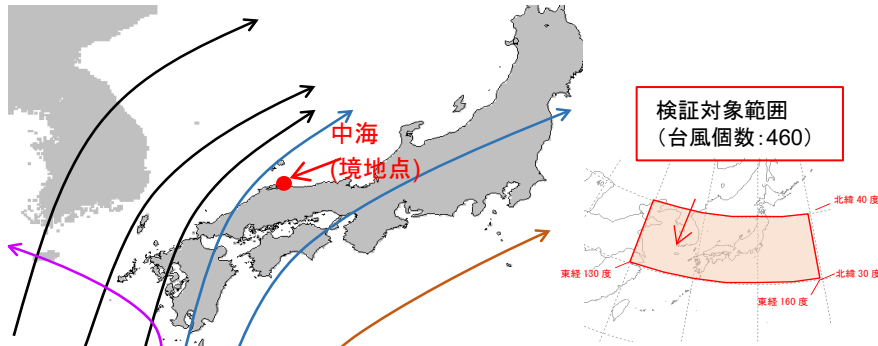 中海
(境地点)
検証対象範囲
（台風個数：460）
北緯 40 度
東経 130 度
北緯 30 度
東経 160 度